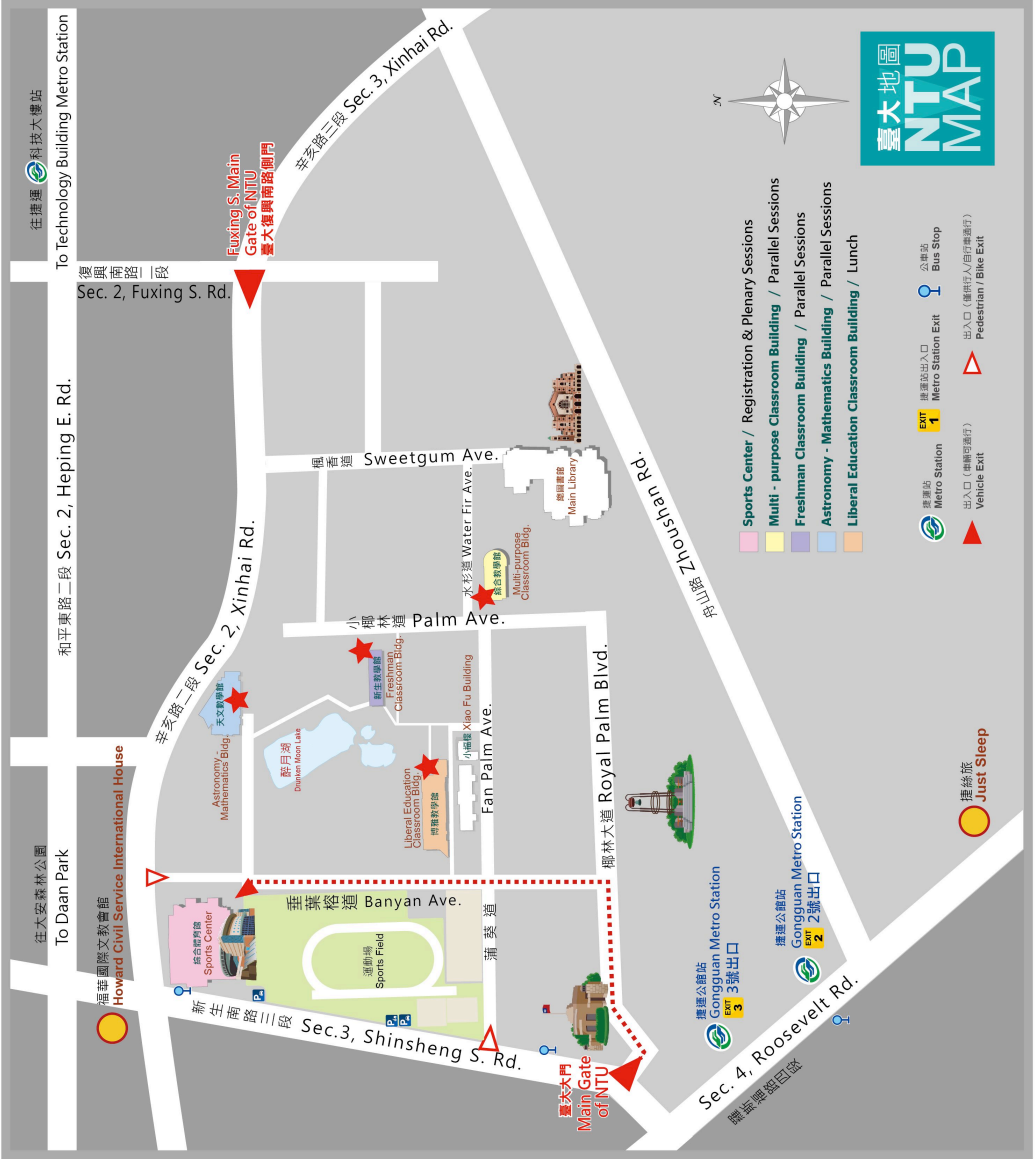 臺大地圖
NTU
MAP
N
往捷運 科技大樓站
To Technology Building Metro Station
辛亥路三段 Sec. 3, Xinhai Rd.
Fuxing S. Main
Gate of NTU
臺大復興南路側門
復興
南路
二段
Sec. 2, Fuxing S. Rd.
和平東路二段 Sec. 2, Heping E. Rd.
辛亥路二段 Sec. 2, Xinhai Rd.
楓香道 Sweetgum Ave.
水杉道 Water Fir Ave.
總圖書館
Main Library
綜合教學館
Multi-purpose
Classroom Bldg.
小椰林道 Palm Ave.
新生教學館
Freshman
Classroom Bldg.
天文數學館
Astronomy -
Mathematics Bldg.
醉月湖
Drunken Moon Lake
Liberal Education
Classroom Bldg.
博雅教學館
小福樓 Xiao Fu Building
蒲葵道 Fan Palm Ave.
椰林大道 Royal Palm Blvd.
舟山路 Zhoushan Rd.
往大安森林公園
To Daan Park
福華國際文教會館
Howard Civil Service International House
綜合體育館
Sports Center
垂葉榕道 Banyan Ave.
運動場
Sports Field
新生南路三段 Sec.3, Shinsheng S. Rd.
臺大大門
Main Gate
of NTU
捷運公館站
Gongguan Metro Station
EXIT 3 3號出口
捷運公館站
Gongguan Metro Station
EXIT 2 2號出口
捷絲旅
Just Sleep
Sec. 4, Roosevelt Rd.
羅斯福路四段
Sports Center / Registration & Plenary Sessions
Multi - purpose Classroom Building / Parallel Sessions
Freshman Classroom Building / Parallel Sessions
Astronomy - Mathematics Building / Parallel Sessions
Liberal Education Classroom Building / Lunch
捷運站
Metro Station
EXIT 1
捷運站出入口
Metro Station Exit
公車站
Bus Stop
出入口（車輛可通行）
Vehicle Exit
出入口（僅供行人/自行車通行）
Pedestrian / Bike Exit